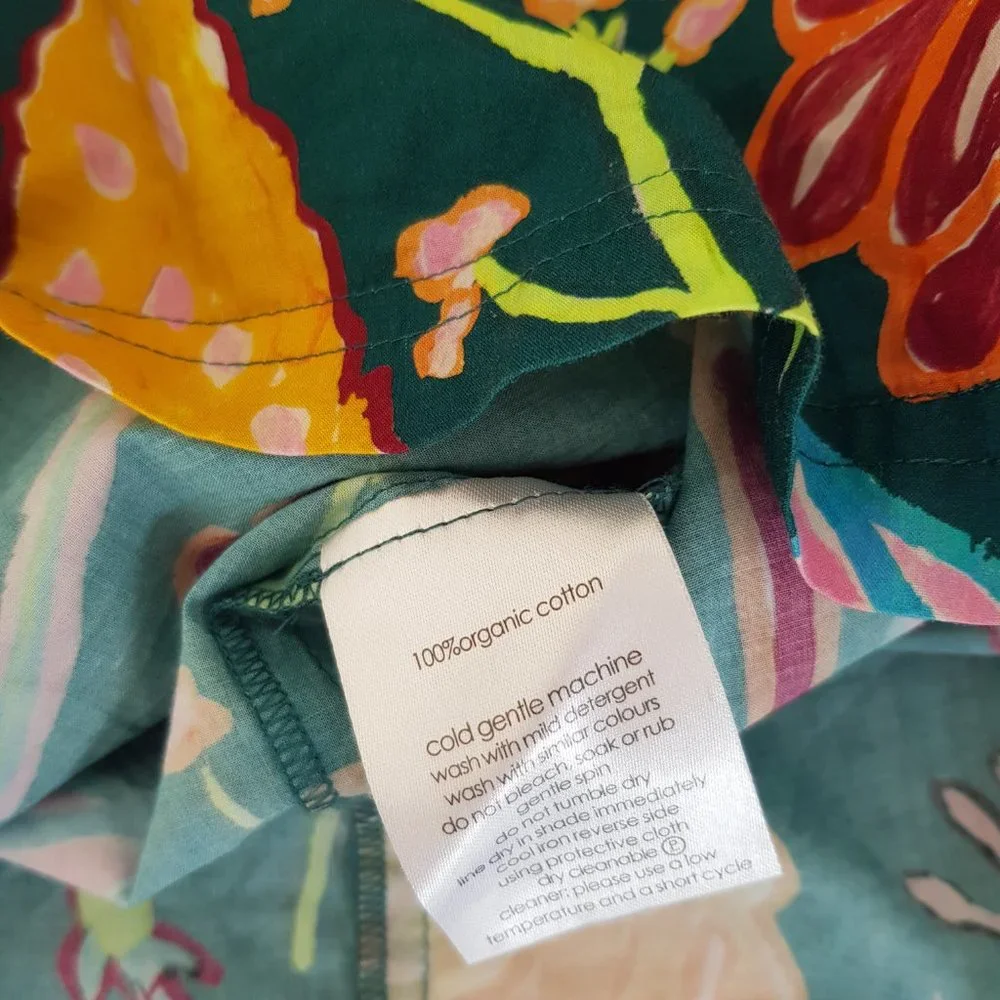 100%organic cotton
cold gentle machine
wash with mild detergent
wash with similar colours
do not bleach, soak or rub
gentle spin
do not tumble dry
line dry in shade immediately
cool iron reverse side
using protective cloth
dry cleanable Ⓟ
cleaner: please use a low
temperature and a short cycle